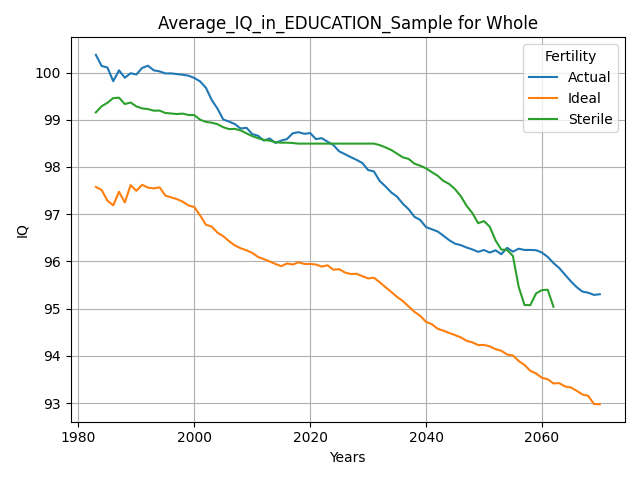 Average_IQ_in_EDUCATION_Sample for Whole
Fertility
Actual
Ideal
Sterile
IQ
100
99
98
97
96
95
94
93
1980
2000
2020
2040
2060
Years